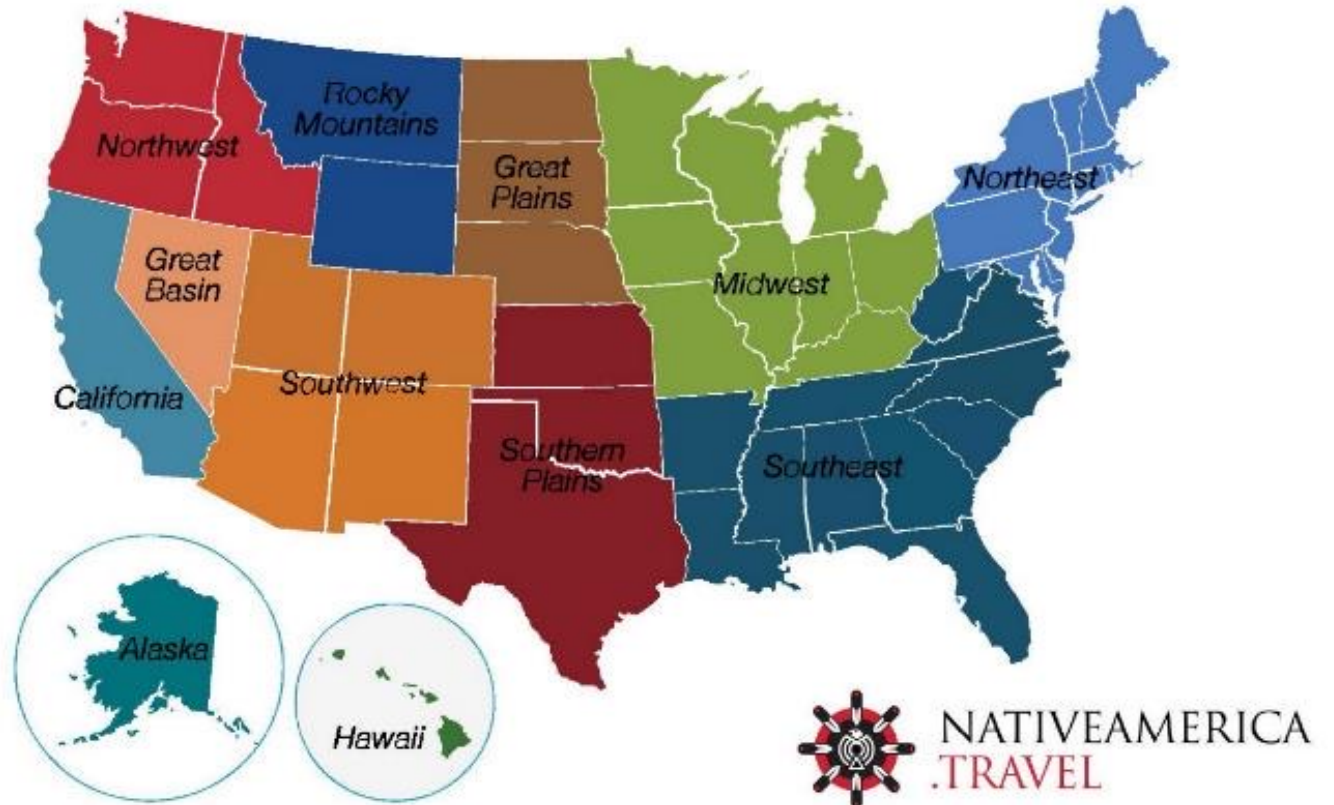 Rocky
Mountains
Northwest
Great
Plains
Northeast
Great
Basin
Midwest
California
Southwest
Southern
Plains
Southeast
Alaska
Hawaii
NATIVEAMERICA
.TRAVEL